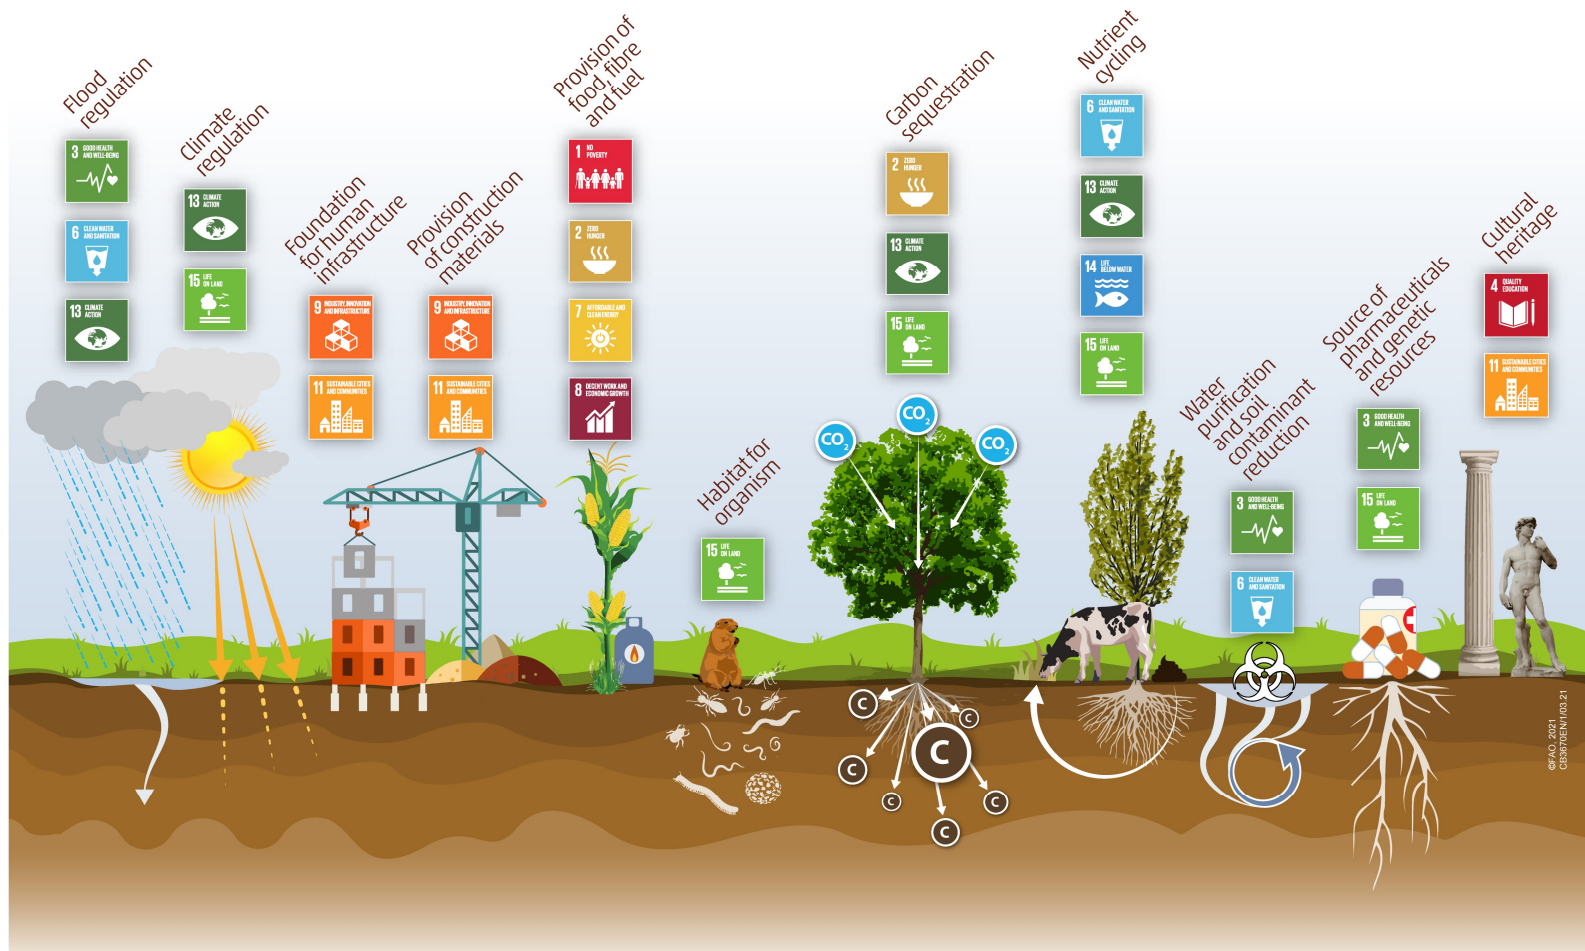 Flood
regulation
3 GOOD HEALTH
AND WELL-BEING
6 CLEAN WATER
AND SANITATION
13 CLIMATE
ACTION
Climate
regulation
13 CLIMATE
ACTION
15 LIFE
ON LAND
Foundation
for human
infrastructure
9 INDUSTRY, INNOVATION
AND INFRASTRUCTURE
11 SUSTAINABLE CITIES
AND COMMUNITIES
Provision
of construction
materials
9 INDUSTRY, INNOVATION
AND INFRASTRUCTURE
11 SUSTAINABLE CITIES
AND COMMUNITIES
Provision of
food, fibre
and fuel
1 NO
POVERTY
2 ZERO
HUNGER
7 AFFORDABLE AND
CLEAN ENERGY
8 DECENT WORK AND
ECONOMIC GROWTH
Habitat for
organism
15 LIFE
ON LAND
Carbon
sequestration
2 ZERO
HUNGER
13 CLIMATE
ACTION
15 LIFE
ON LAND
CO2
CO2
CO2
C
C
C
C
C
C
C
Nutrient
cycling
6 CLEAN WATER
AND SANITATION
13 CLIMATE
ACTION
14 LIFE
BELOW WATER
15 LIFE
ON LAND
Water
purification
and soil
contaminant
reduction
3 GOOD HEALTH
AND WELL-BEING
6 CLEAN WATER
AND SANITATION
Source of
pharmaceuticals
and genetic
resources
3 GOOD HEALTH
AND WELL-BEING
15 LIFE
ON LAND
Cultural
heritage
4 QUALITY
EDUCATION
11 SUSTAINABLE CITIES
AND COMMUNITIES
©FAO, 2021
CB3670EN/1/03.21